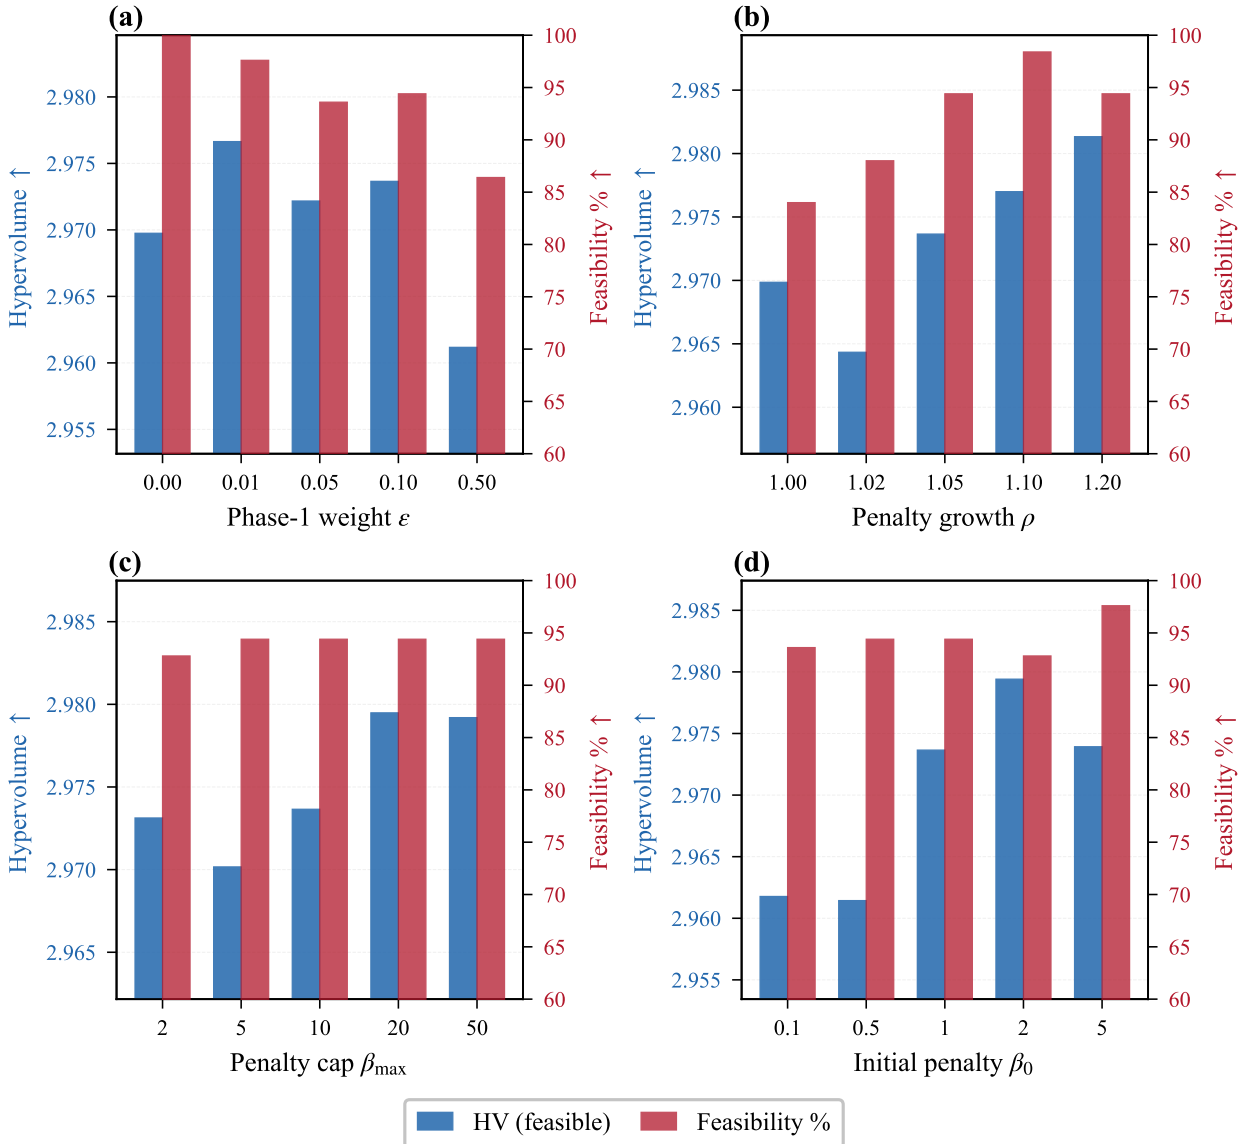 (a)
Hypervolume ↑
2.980
2.975
2.970
2.965
2.960
2.955
100
95
90
85
80
75
70
65
60
Feasibility % ↑
0.00 0.01 0.05 0.10 0.50
Phase-1 weight ε
(b)
Hypervolume ↑
2.985
2.980
2.975
2.970
2.965
2.960
100
95
90
85
80
75
70
65
60
Feasibility % ↑
1.00 1.02 1.05 1.10 1.20
Penalty growth ρ
(c)
Hypervolume ↑
2.985
2.980
2.975
2.970
2.965
100
95
90
85
80
75
70
65
60
Feasibility % ↑
2 5 10 20 50
Penalty cap β_max
(d)
Hypervolume ↑
2.985
2.980
2.975
2.970
2.965
2.960
2.955
100
95
90
85
80
75
70
65
60
Feasibility % ↑
0.1 0.5 1 2 5
Initial penalty β₀
HV (feasible) Feasibility %